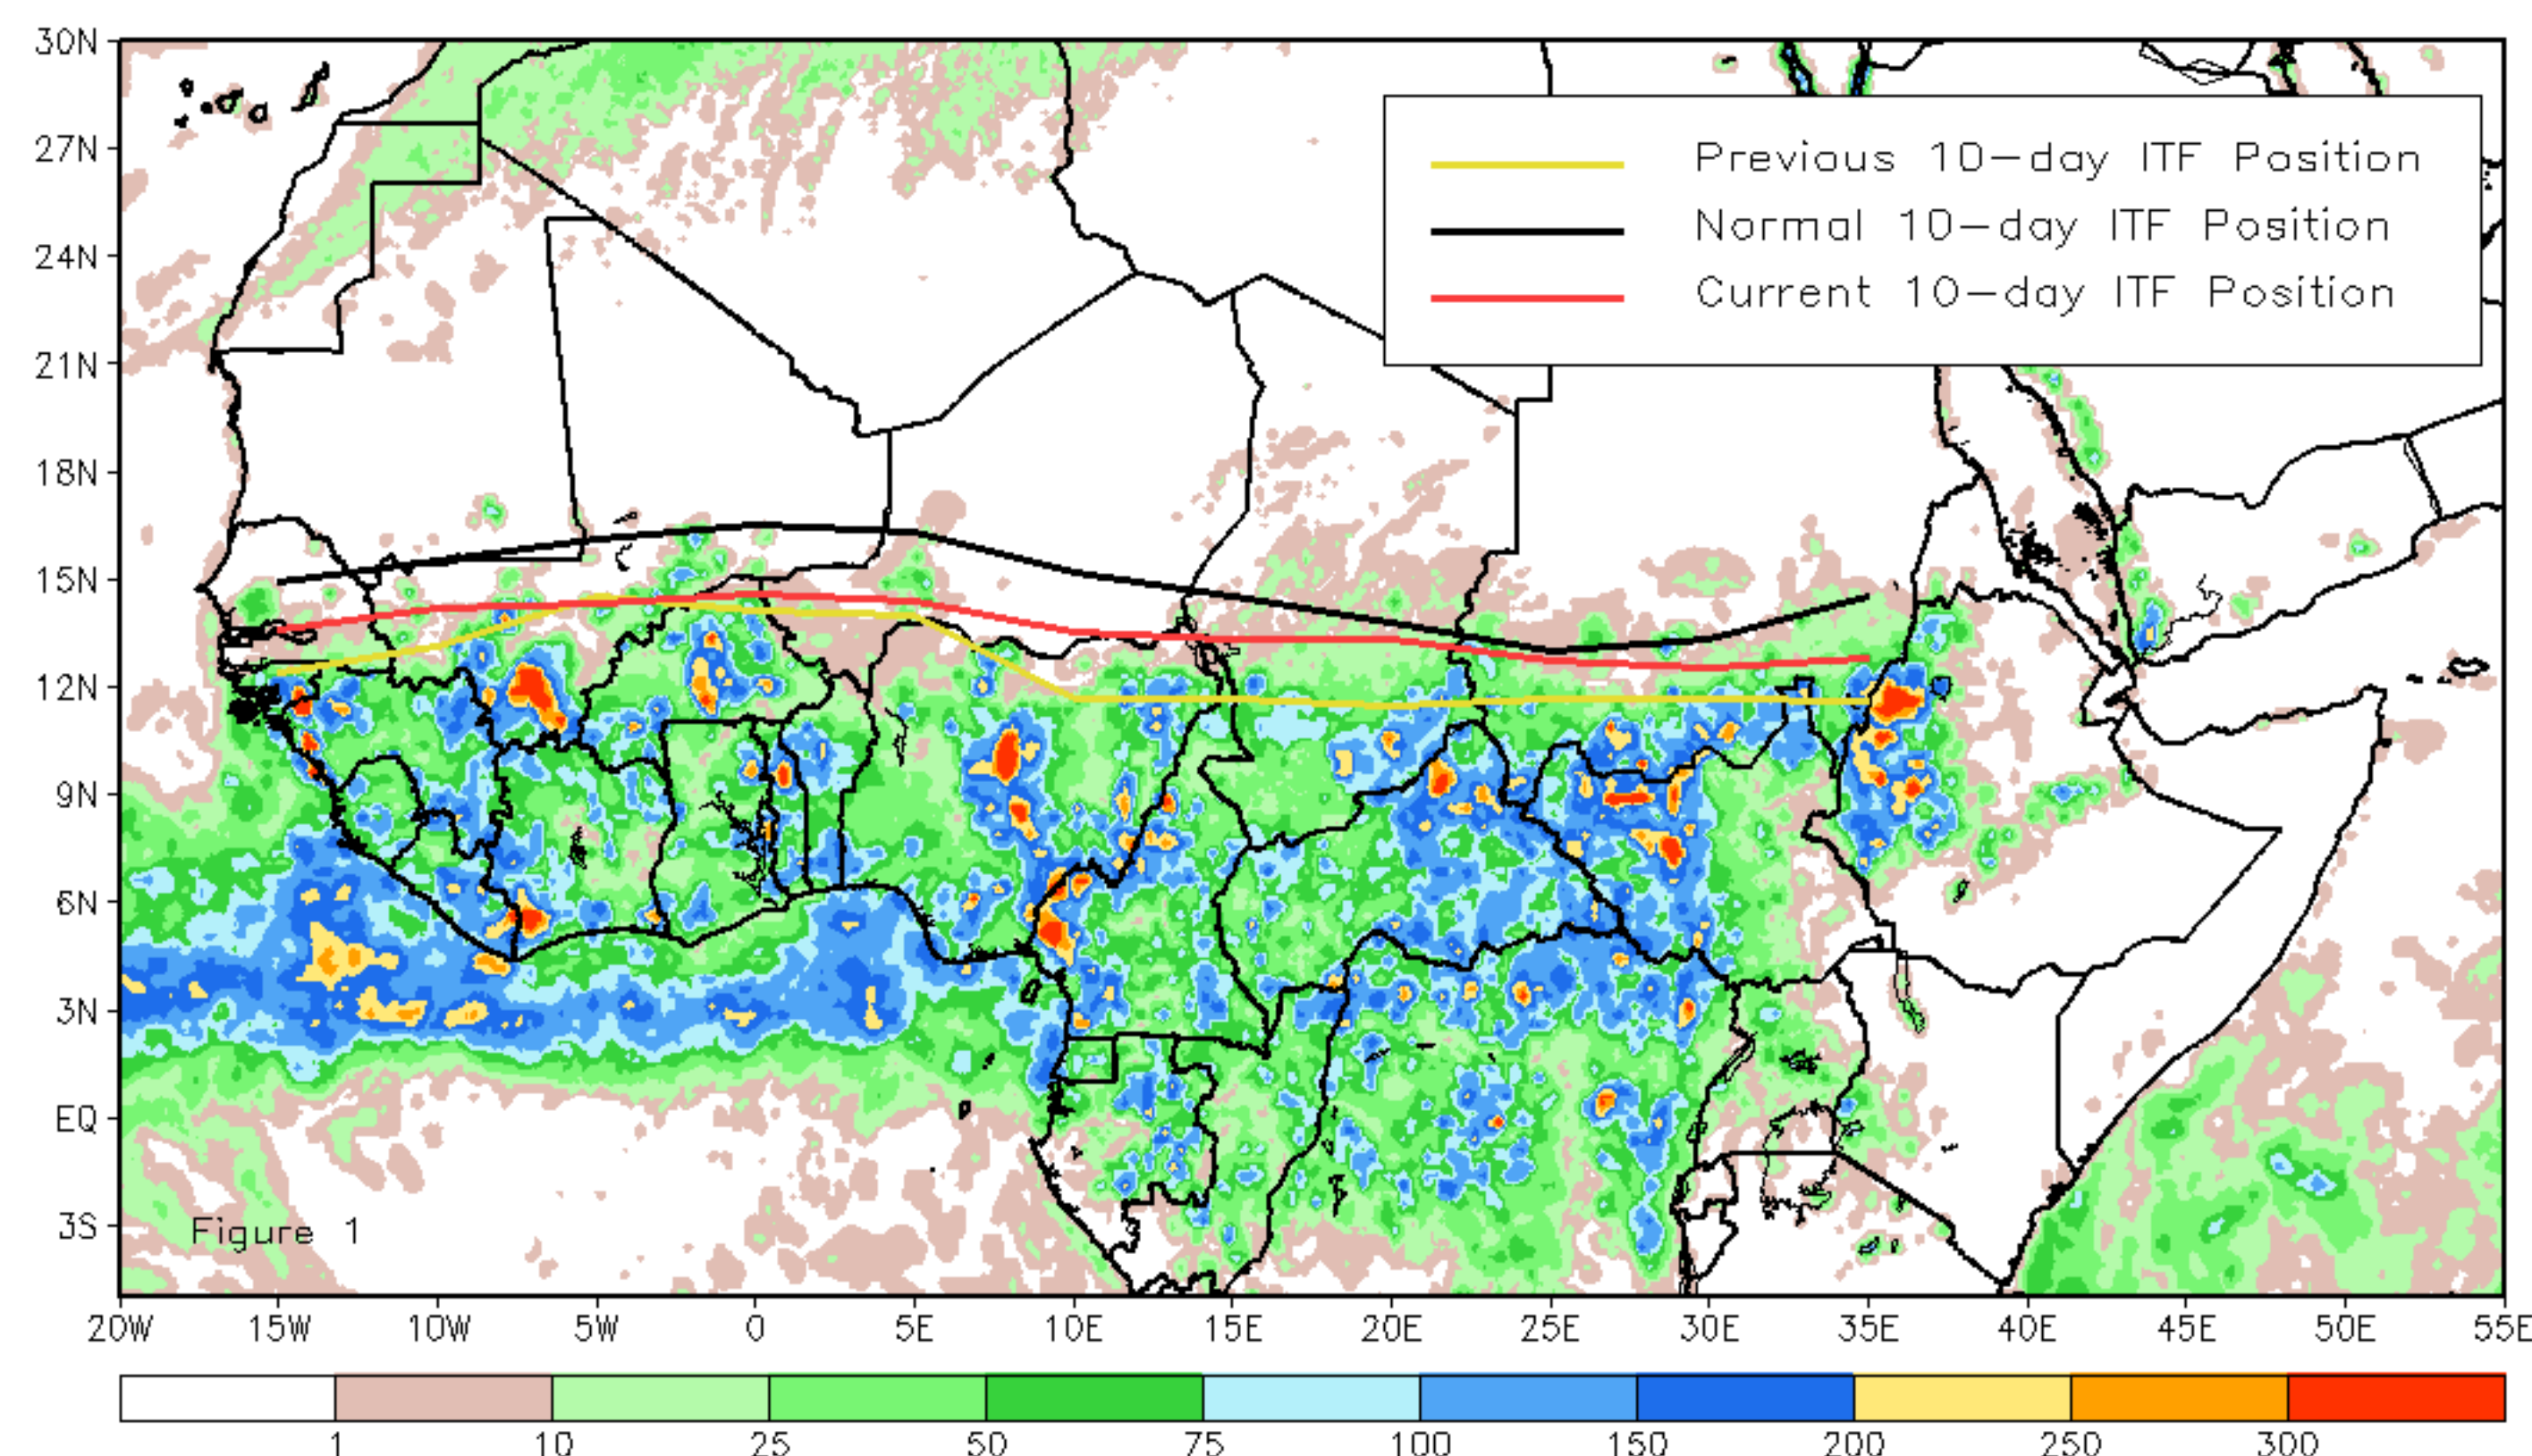 30N
27N
24N
21N
18N
15N
12N
9N
6N
3N
EQ
3S
Previous 10-day ITF Position
Normal 10-day ITF Position
Current 10-day ITF Position
Figure 1
20W 15W 10W 5W 0 5E 10E 15E 20E 25E 30E 35E 40E 45E 50E 55E
1 10 25 50 75 100 150 200 250 300